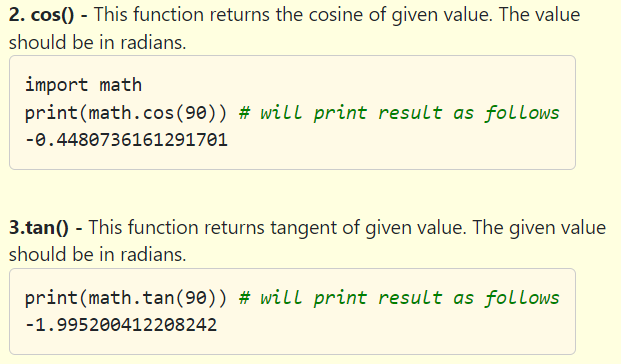 2. cos() - This function returns the cosine of given value. The value
should be in radians.
import math
print(math.cos(90)) # will print result as follows
-0.4480736161291701
3.tan() - This function returns tangent of given value. The given value
should be in radians.
print(math.tan(90)) # will print result as follows
-1.995200412208242